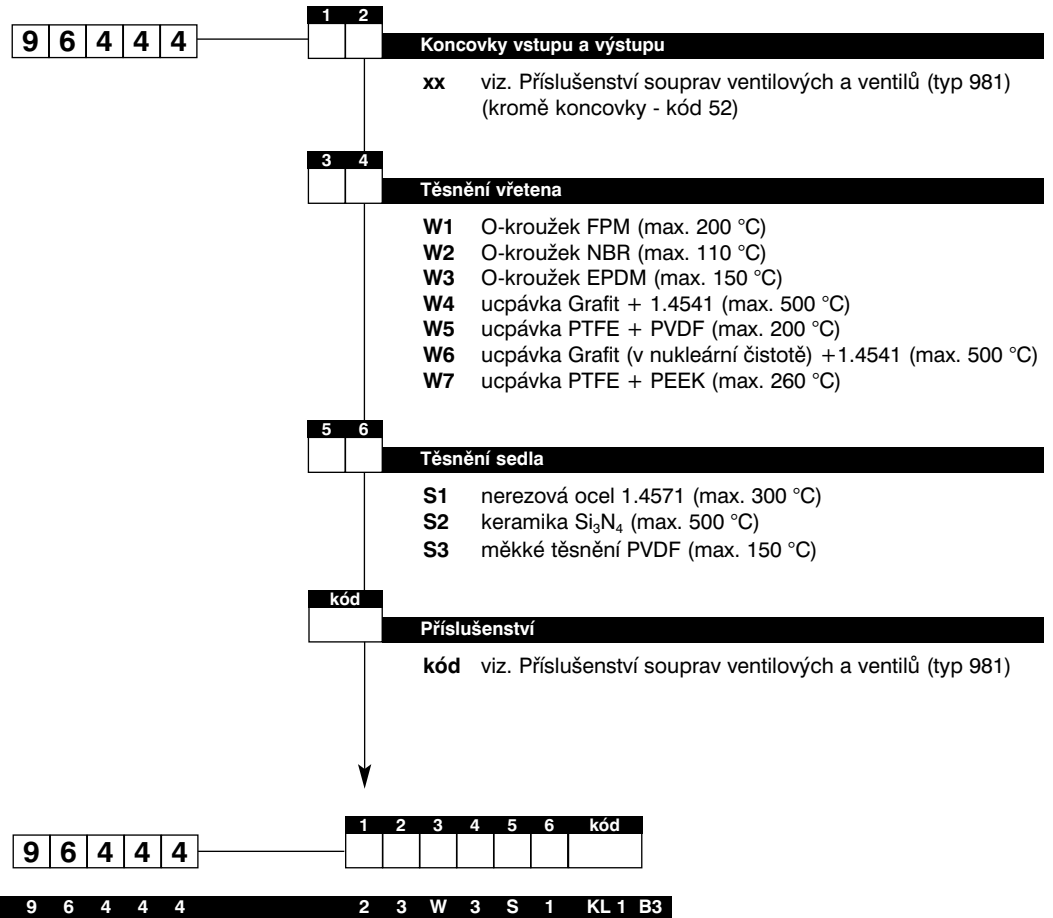 1 2
9 6 4 4 4
Koncovky vstupu a výstupu
xx viz. Příslušenství souprav ventilových a ventilů (typ 981)
(kromě koncovky - kód 52)
3 4
Těsnění vřetena
W1 O-kroužek FPM (max. 200 °C)
W2 O-kroužek NBR (max. 110 °C)
W3 O-kroužek EPDM (max. 150 °C)
W4 ucpávka Grafit + 1.4541 (max. 500 °C)
W5 ucpávka PTFE + PVDF (max. 200 °C)
W6 ucpávka Grafit (v nukleární čistotě) +1.4541 (max. 500 °C)
W7 ucpávka PTFE + PEEK (max. 260 °C)
5 6
Těsnění sedla
S1 nerezová ocel 1.4571 (max. 300 °C)
S2 keramika Si₃N₄ (max. 500 °C)
S3 měkké těsnění PVDF (max. 150 °C)
kód
Příslušenství
kód viz. Příslušenství souprav ventilových a ventilů (typ 981)
1 2 3 4 5 6 kód
9 6 4 4 4
9 6 4 4 4 2 3 W 3 S 1 KL 1 B3